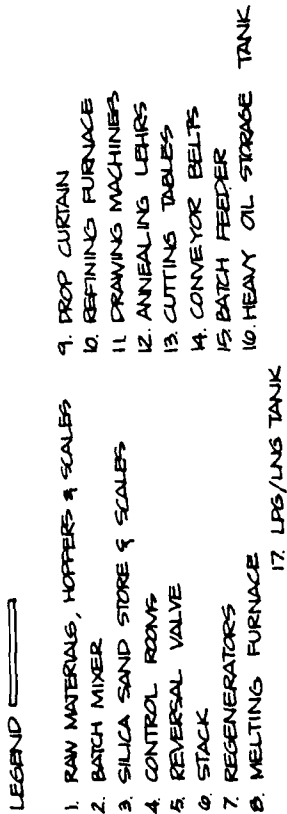 LEGEND
1. RAW MATERIALS, HOPPERS & SCALES
2. BATCH MIXER
3. SILICA SAND STORE & SCALES
4. CONTROL ROOMS
5. REVERSAL VALVE
6. STACK
7. REGENERATORS
8. MELTING FURNACE
9. DROP CURTAIN
10. REFINING FURNACE
11. DRAWING MACHINES
12. ANNEALING LEHRS
13. CUTTING TABLES
14. CONVEYOR BELTS
15. BATCH FEEDER
16. HEAVY OIL STORAGE TANK
17. LPG/LNG TANK